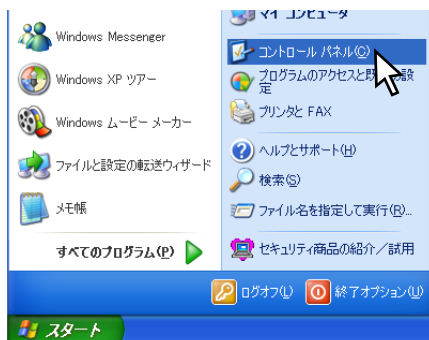 Windows Messenger
Windows XP ツアー
Windows ムービー メーカー
ファイルと設定の転送ウィザード
メモ帳
すべてのプログラム(P)
マイ コンピュータ
コントロール パネル(C)
プログラムのアクセスと既
設
定
プリンタと FAX
ヘルプとサポート(H)
検索(S)
ファイル名を指定して実行(R)...
セキュリティ商品の紹介/試用
ログオフ(L)
終了オプション(U)
スタート